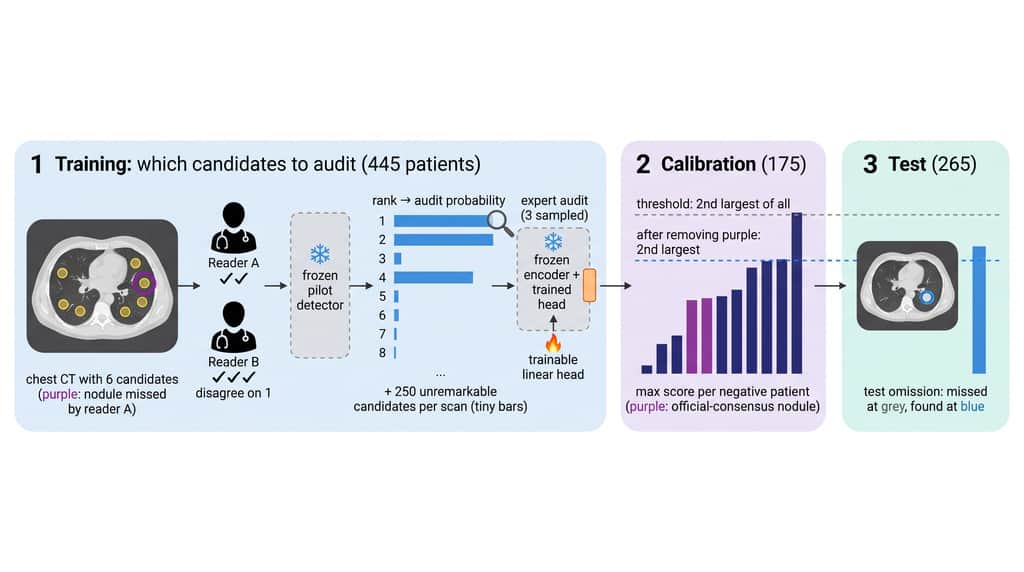 1 Training: which candidates to audit (445 patients)
chest CT with 6 candidates
(purple: nodule missed
by reader A)
Reader A
✓✓
Reader B
✓✓✓
disagree on 1
frozen
pilot
detector
rank → audit probability
1
2
3
4
5
6
7
8
...
+ 250 unremarkable
candidates per scan (tiny bars)
expert audit
(3 sampled)
frozen
encoder +
trained
head
trainable
linear head
2 Calibration (175)
threshold: 2nd largest of all
after removing purple:
2nd largest
max score per negative patient
(purple: official-consensus nodule)
3 Test (265)
test omission: missed
at grey, found at blue